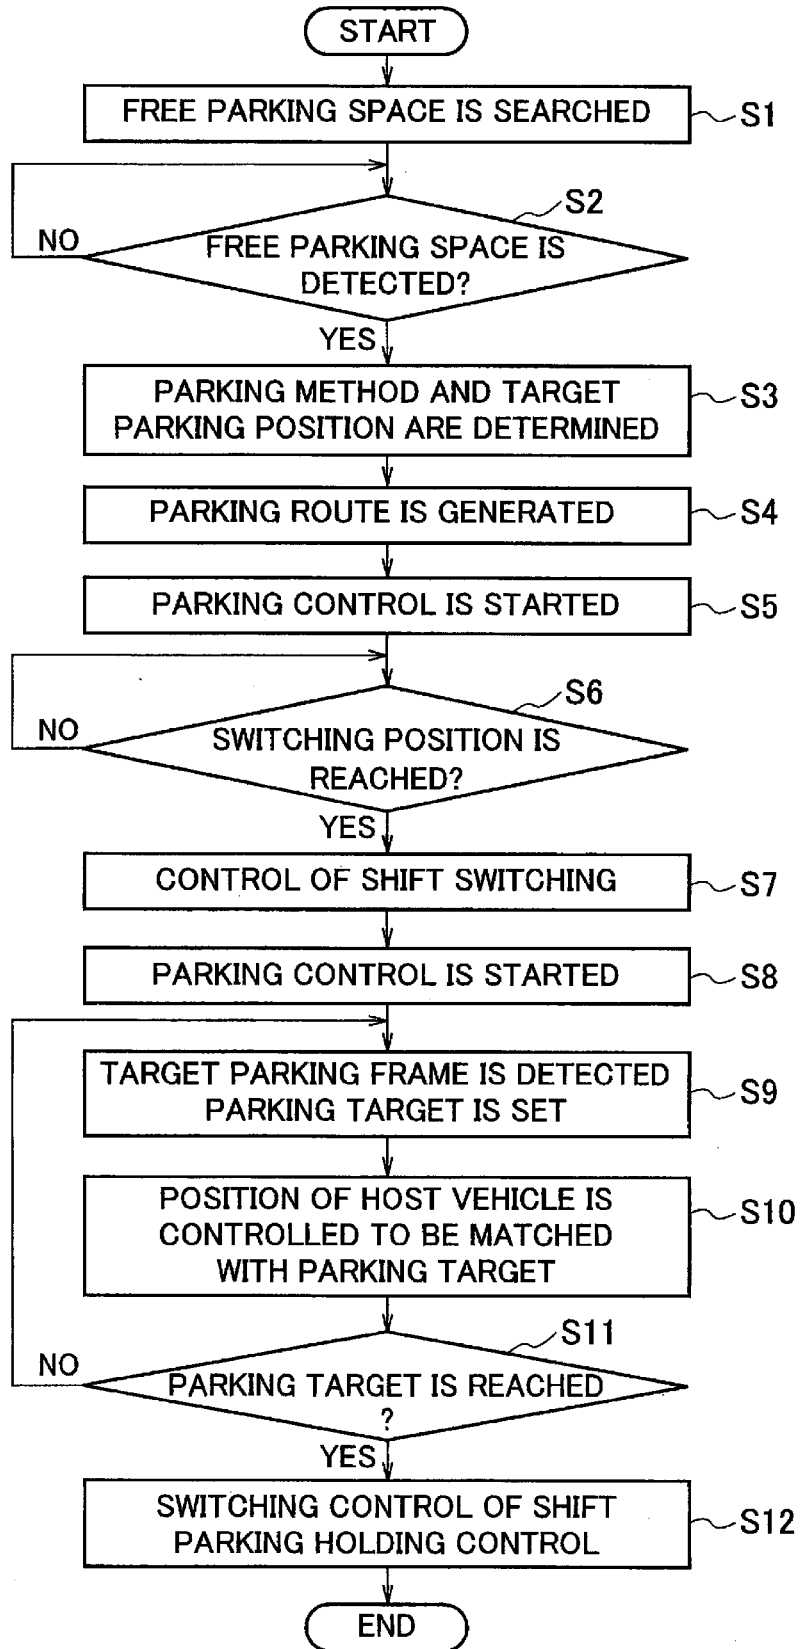 START
FREE PARKING SPACE IS SEARCHED
S1
S2
NO
FREE PARKING SPACE IS
DETECTED?
YES
PARKING METHOD AND TARGET
PARKING POSITION ARE DETERMINED
S3
PARKING ROUTE IS GENERATED
S4
PARKING CONTROL IS STARTED
S5
S6
NO
SWITCHING POSITION IS
REACHED?
YES
CONTROL OF SHIFT SWITCHING
S7
PARKING CONTROL IS STARTED
S8
TARGET PARKING FRAME IS DETECTED
PARKING TARGET IS SET
S9
POSITION OF HOST VEHICLE IS
CONTROLLED TO BE MATCHED
WITH PARKING TARGET
S10
S11
NO
PARKING TARGET IS REACHED
?
YES
SWITCHING CONTROL OF SHIFT
PARKING HOLDING CONTROL
S12
END